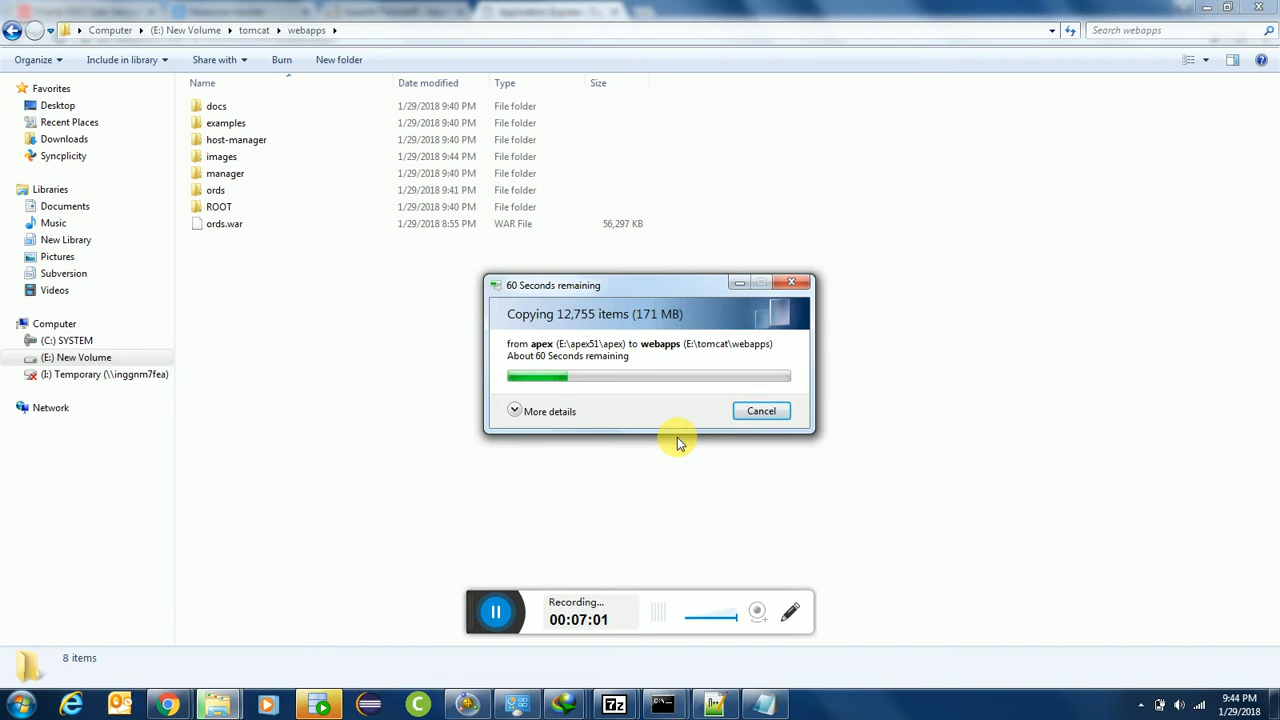 Computer (E:) New Volume tomcat webapps
Search webapps
Organize Include in library Share with Burn New folder
Name Date modified Type Size
Favorites
Desktop
Recent Places
Downloads
Syncplicity
Libraries
Documents
Music
New Library
Pictures
Subversion
Videos
Computer
(C:) SYSTEM
(E:) New Volume
(I:) Temporary (\\inggnm7fea)
Network
docs 1/29/2018 9:40 PM File folder
examples 1/29/2018 9:40 PM File folder
host-manager 1/29/2018 9:40 PM File folder
images 1/29/2018 9:44 PM File folder
manager 1/29/2018 9:40 PM File folder
ords 1/29/2018 9:41 PM File folder
ROOT 1/29/2018 9:40 PM File folder
ords.war 1/29/2018 8:55 PM WAR File 56,297 KB
60 Seconds remaining
Copying 12,755 items (171 MB)
from apex (E:\apex51\apex) to webapps (E:\tomcat\webapps)
About 60 Seconds remaining
More details
Cancel
Recording...
00:07:01
8 items
9:44 PM
1/29/2018